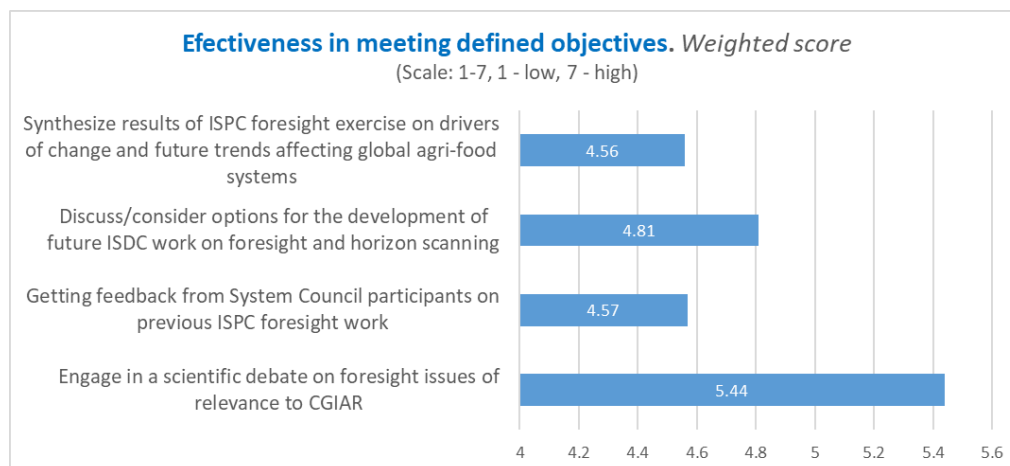 Efectiveness in meeting defined objectives. Weighted score
(Scale: 1-7, 1 - low, 7 - high)
Synthesize results of ISPC foresight exercise on drivers
of change and future trends affecting global agri-food
systems
4.56
Discuss/consider options for the development of
future ISDC work on foresight and horizon scanning
4.81
Getting feedback from System Council participants on
previous ISPC foresight work
4.57
Engage in a scientific debate on foresight issues of
relevance to CGIAR
5.44
4 4.2 4.4 4.6 4.8 5 5.2 5.4 5.6